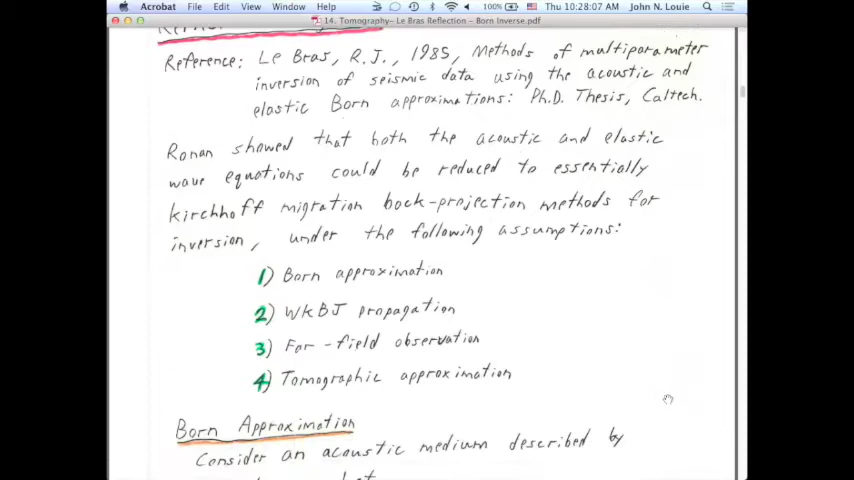 Acrobat File Edit View Window Help 100% Thu 10:28:07 AM John N. Louie
14. Tomography– Le Bras Reflection – Born Inverse.pdf
Reference: Le Bras, R.J., 1985, Methods of multiparameter
inversion of seismic data using the acoustic and
elastic Born approximations: Ph.D. Thesis, Caltech.
Ronan showed that both the acoustic and elastic
wave equations could be reduced to essentially
kirchhoff migration back-projection methods for
inversion, under the following assumptions:
1) Born approximation
2) WKBJ propagation
3) Far-field observation
4) Tomographic approximation
Born Approximation
Consider an acoustic medium described by